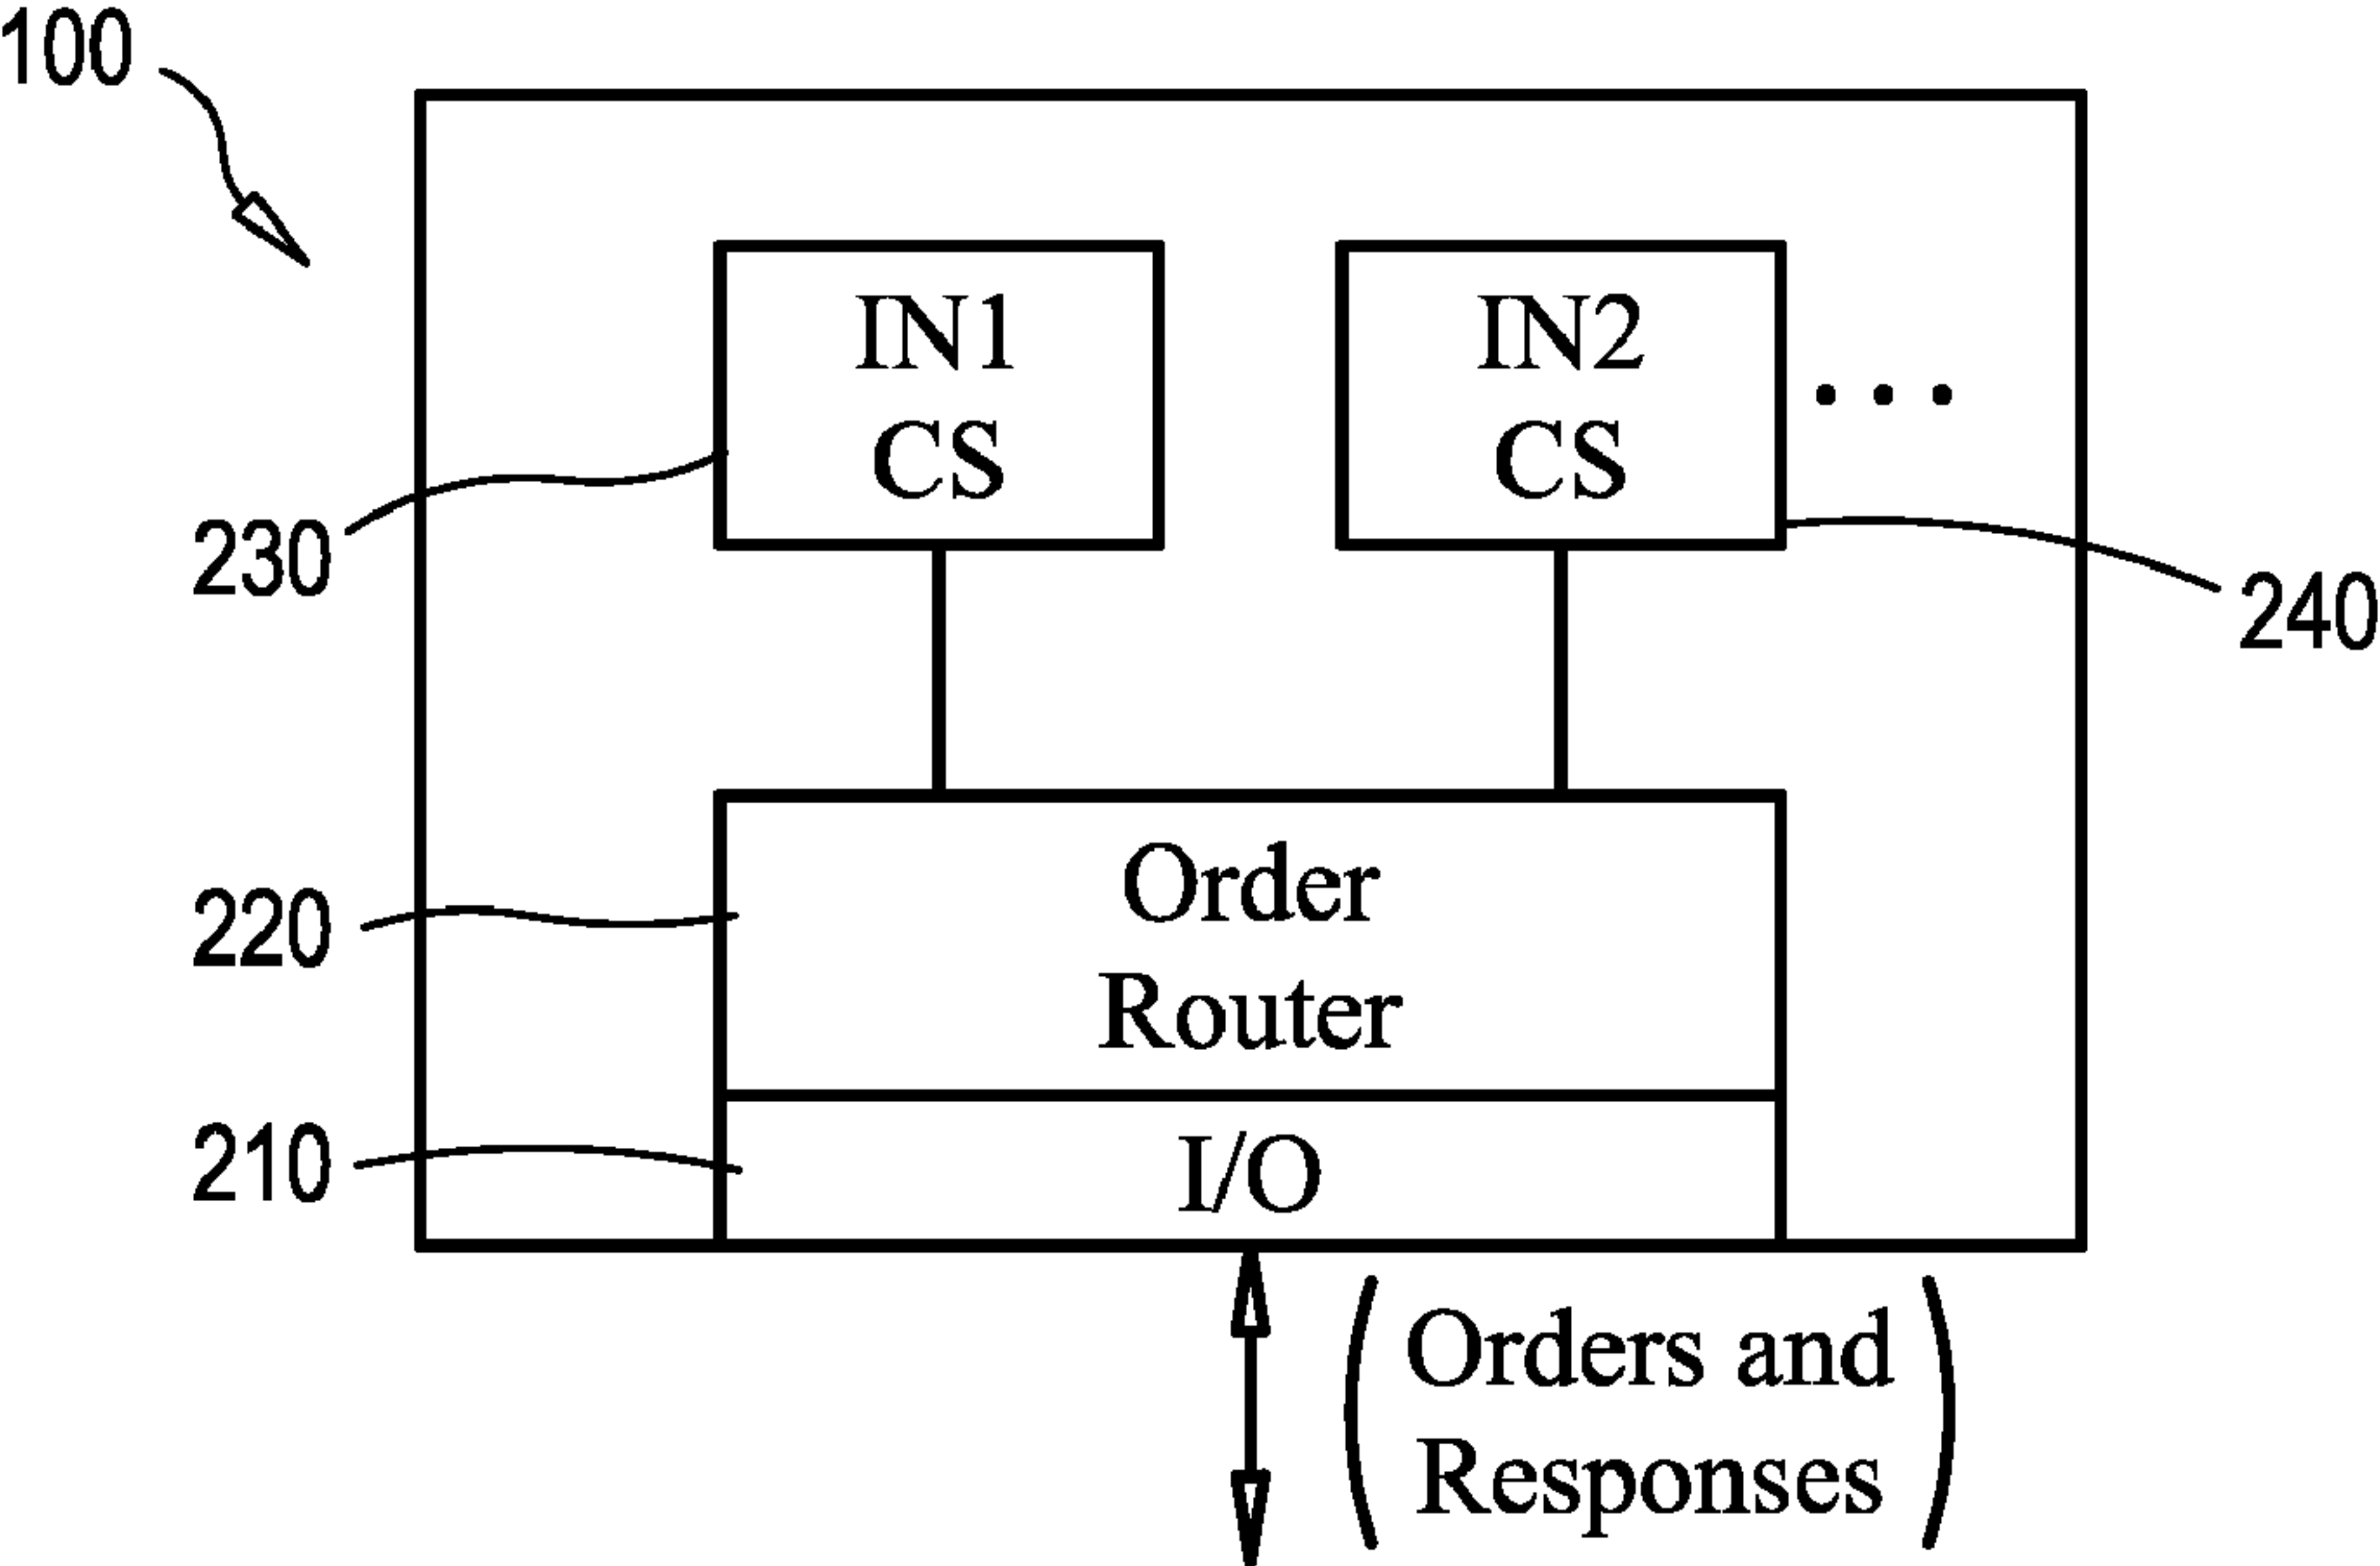 100
IN1
CS
IN2
CS
...
230
240
Order
Router
220
I/O
210
(Orders and
Responses)